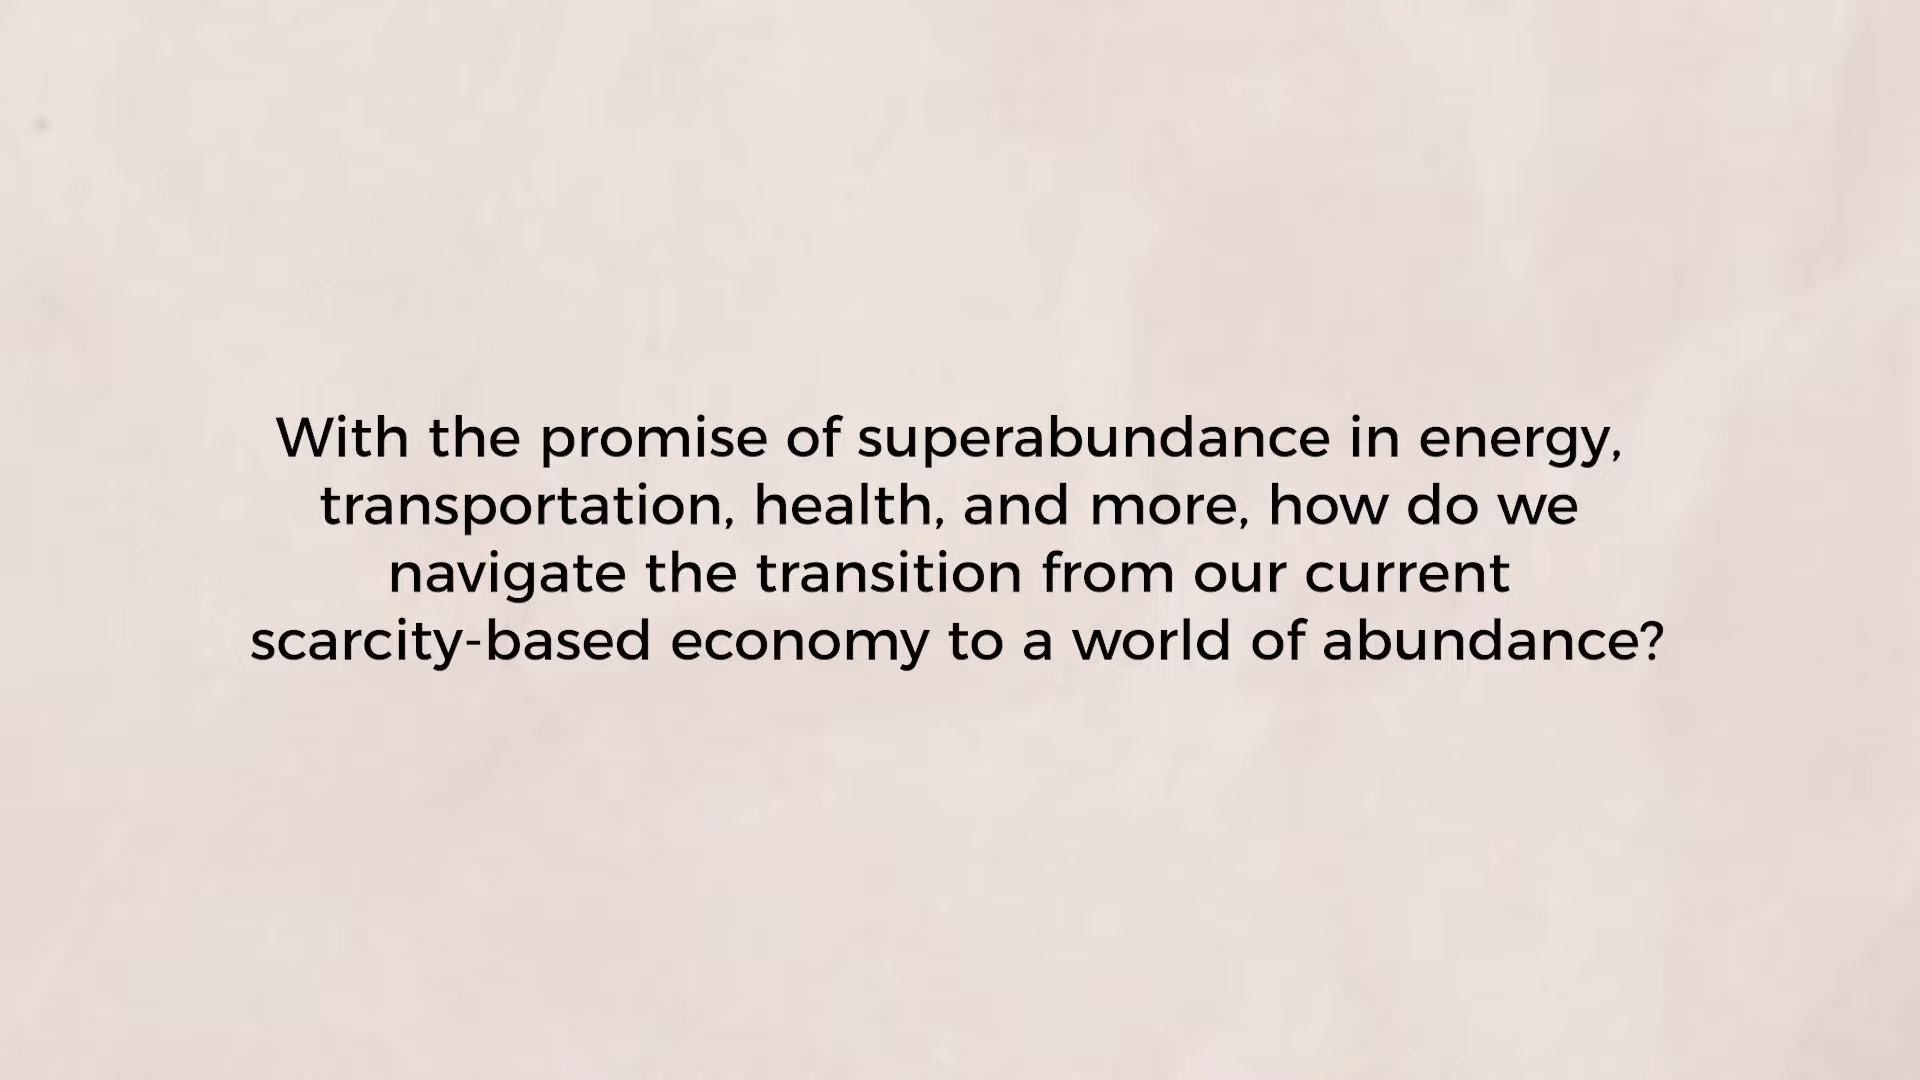 With the promise of superabundance in energy,
transportation, health, and more, how do we
navigate the transition from our current
scarcity-based economy to a world of abundance?